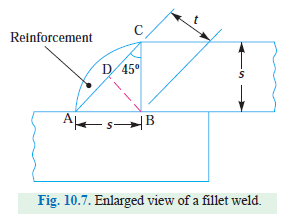 Reinforcement
C
t
D
45°
s
A
s
B
Fig. 10.7. Enlarged view of a fillet weld.